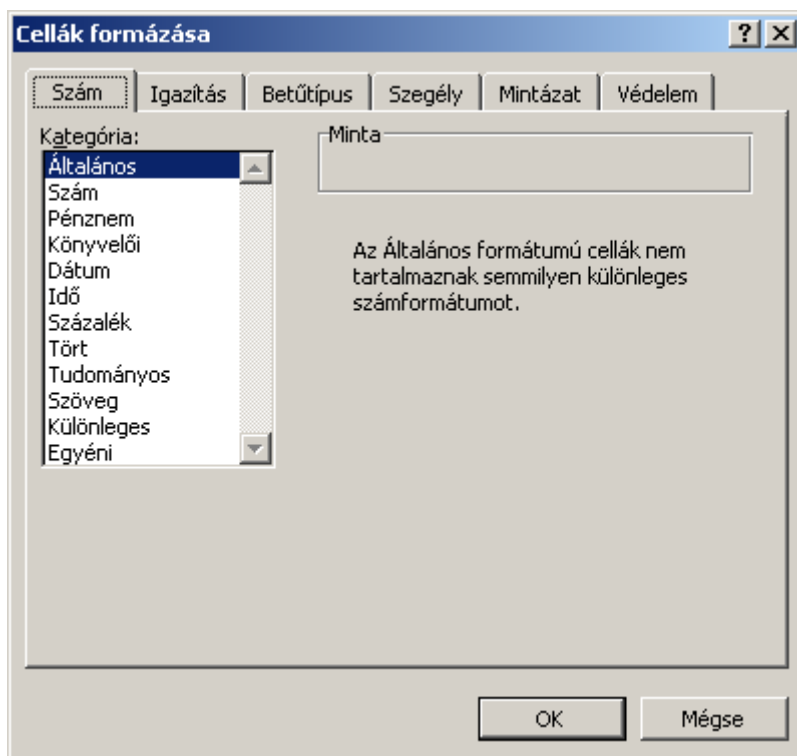 Cellák formázása
Szám Igazítás Betűtípus Szegély Mintázat Védelem
Kategória:
Általános
Szám
Pénznem
Könyvelői
Dátum
Idő
Százalék
Tört
Tudományos
Szöveg
Különleges
Egyéni
Minta
Az Általános formátumú cellák nem
tartalmaznak semmilyen különleges
számformátumot.
OK Mégse